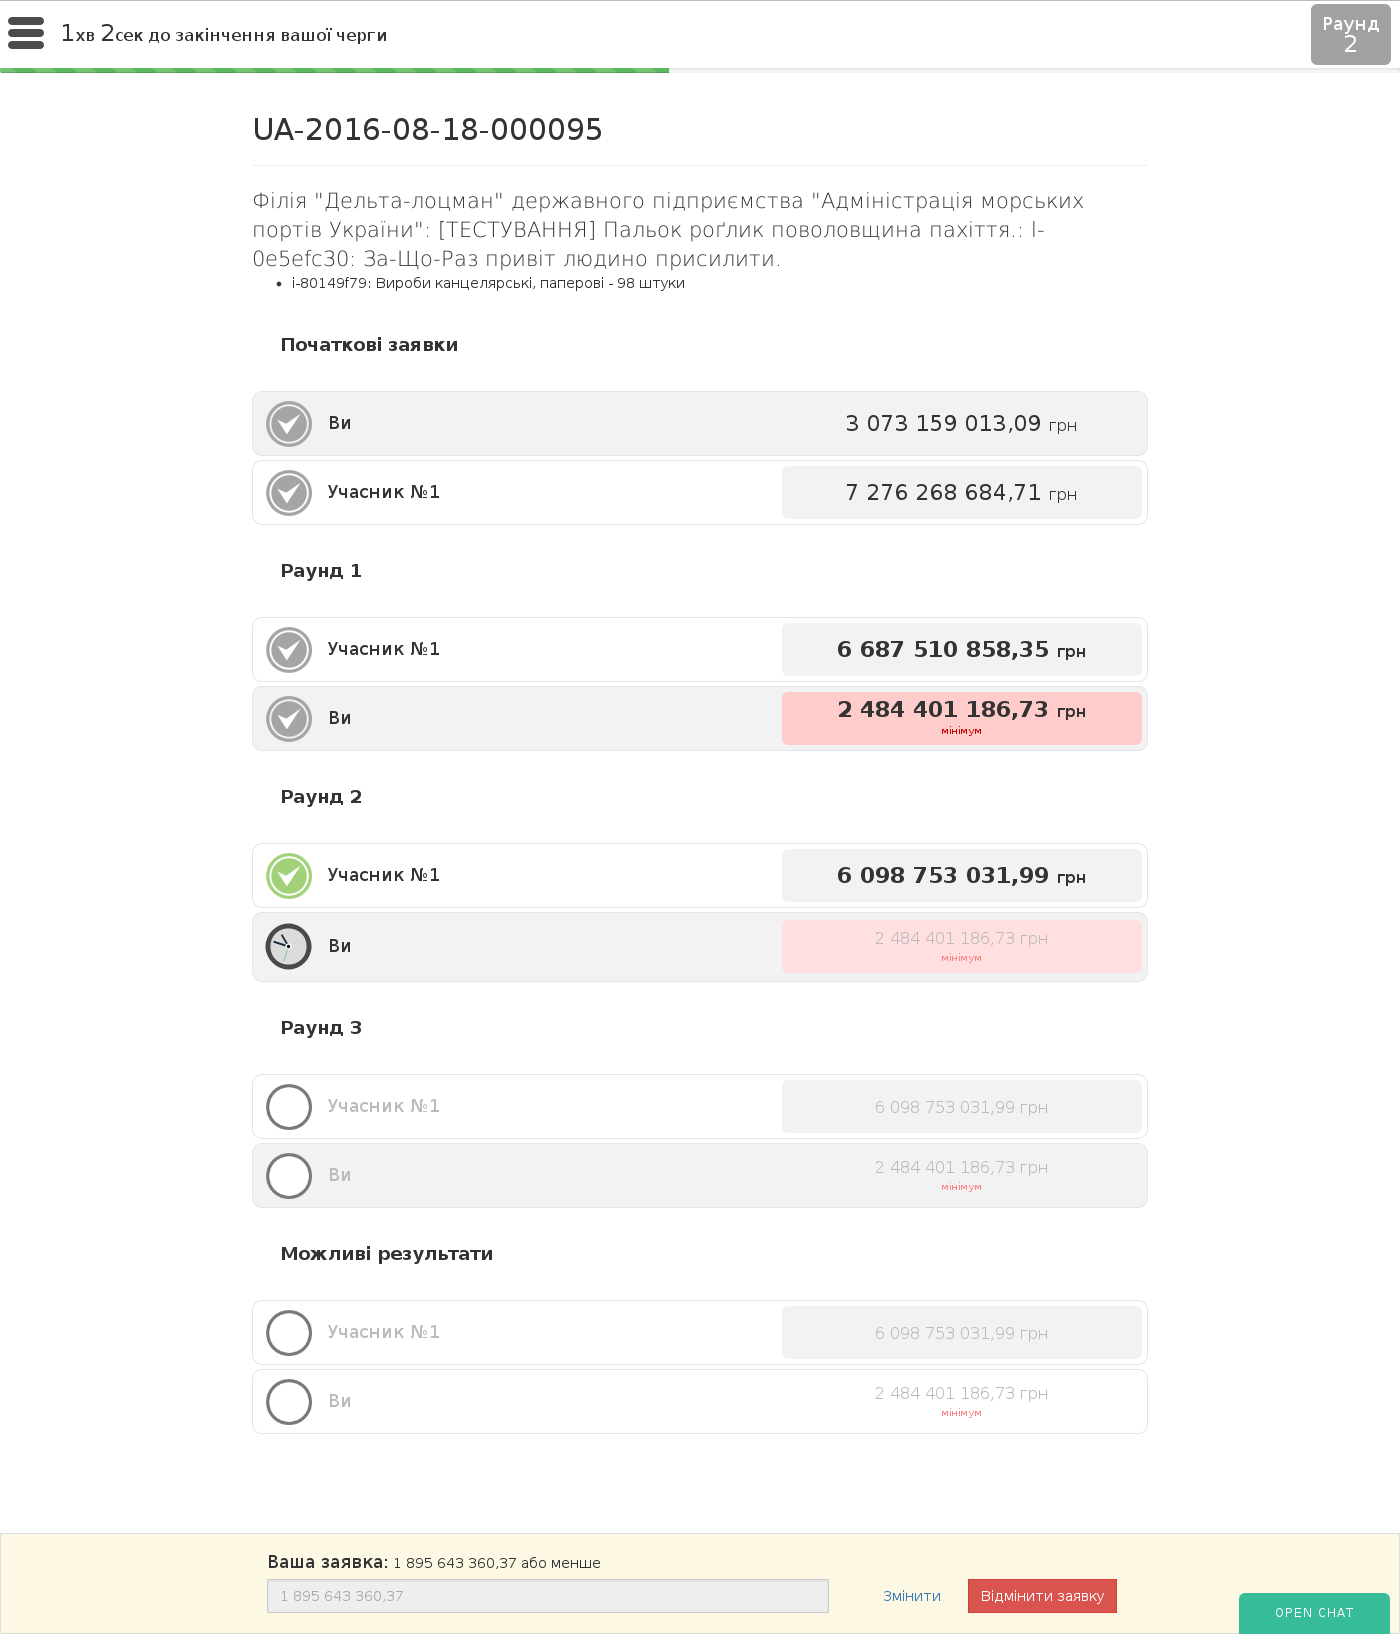 1хв 2сек до закінчення вашої черги
Раунд
2
UA-2016-08-18-000095
Філія "Дельта-лоцман" державного підприємства "Адміністрація морських
портів України": [ТЕСТУВАННЯ] Пальок роґлик поволовщина пахіття.: l-
0e5efc30: За-Що-Раз привіт людино присилити.
i-80149f79: Вироби канцелярські, паперові - 98 штуки
Початкові заявки
Ви 3 073 159 013,09 грн
Учасник №1 7 276 268 684,71 грн
Раунд 1
Учасник №1 6 687 510 858,35 грн
Ви 2 484 401 186,73 грн
мінімум
Раунд 2
Учасник №1 6 098 753 031,99 грн
Ви 2 484 401 186,73 грн
мінімум
Раунд 3
Учасник №1 6 098 753 031,99 грн
Ви 2 484 401 186,73 грн
мінімум
Можливі результати
Учасник №1 6 098 753 031,99 грн
Ви 2 484 401 186,73 грн
мінімум
Ваша заявка: 1 895 643 360,37 або менше
1 895 643 360,37 Змінити Відмінити заявку
OPEN CHAT